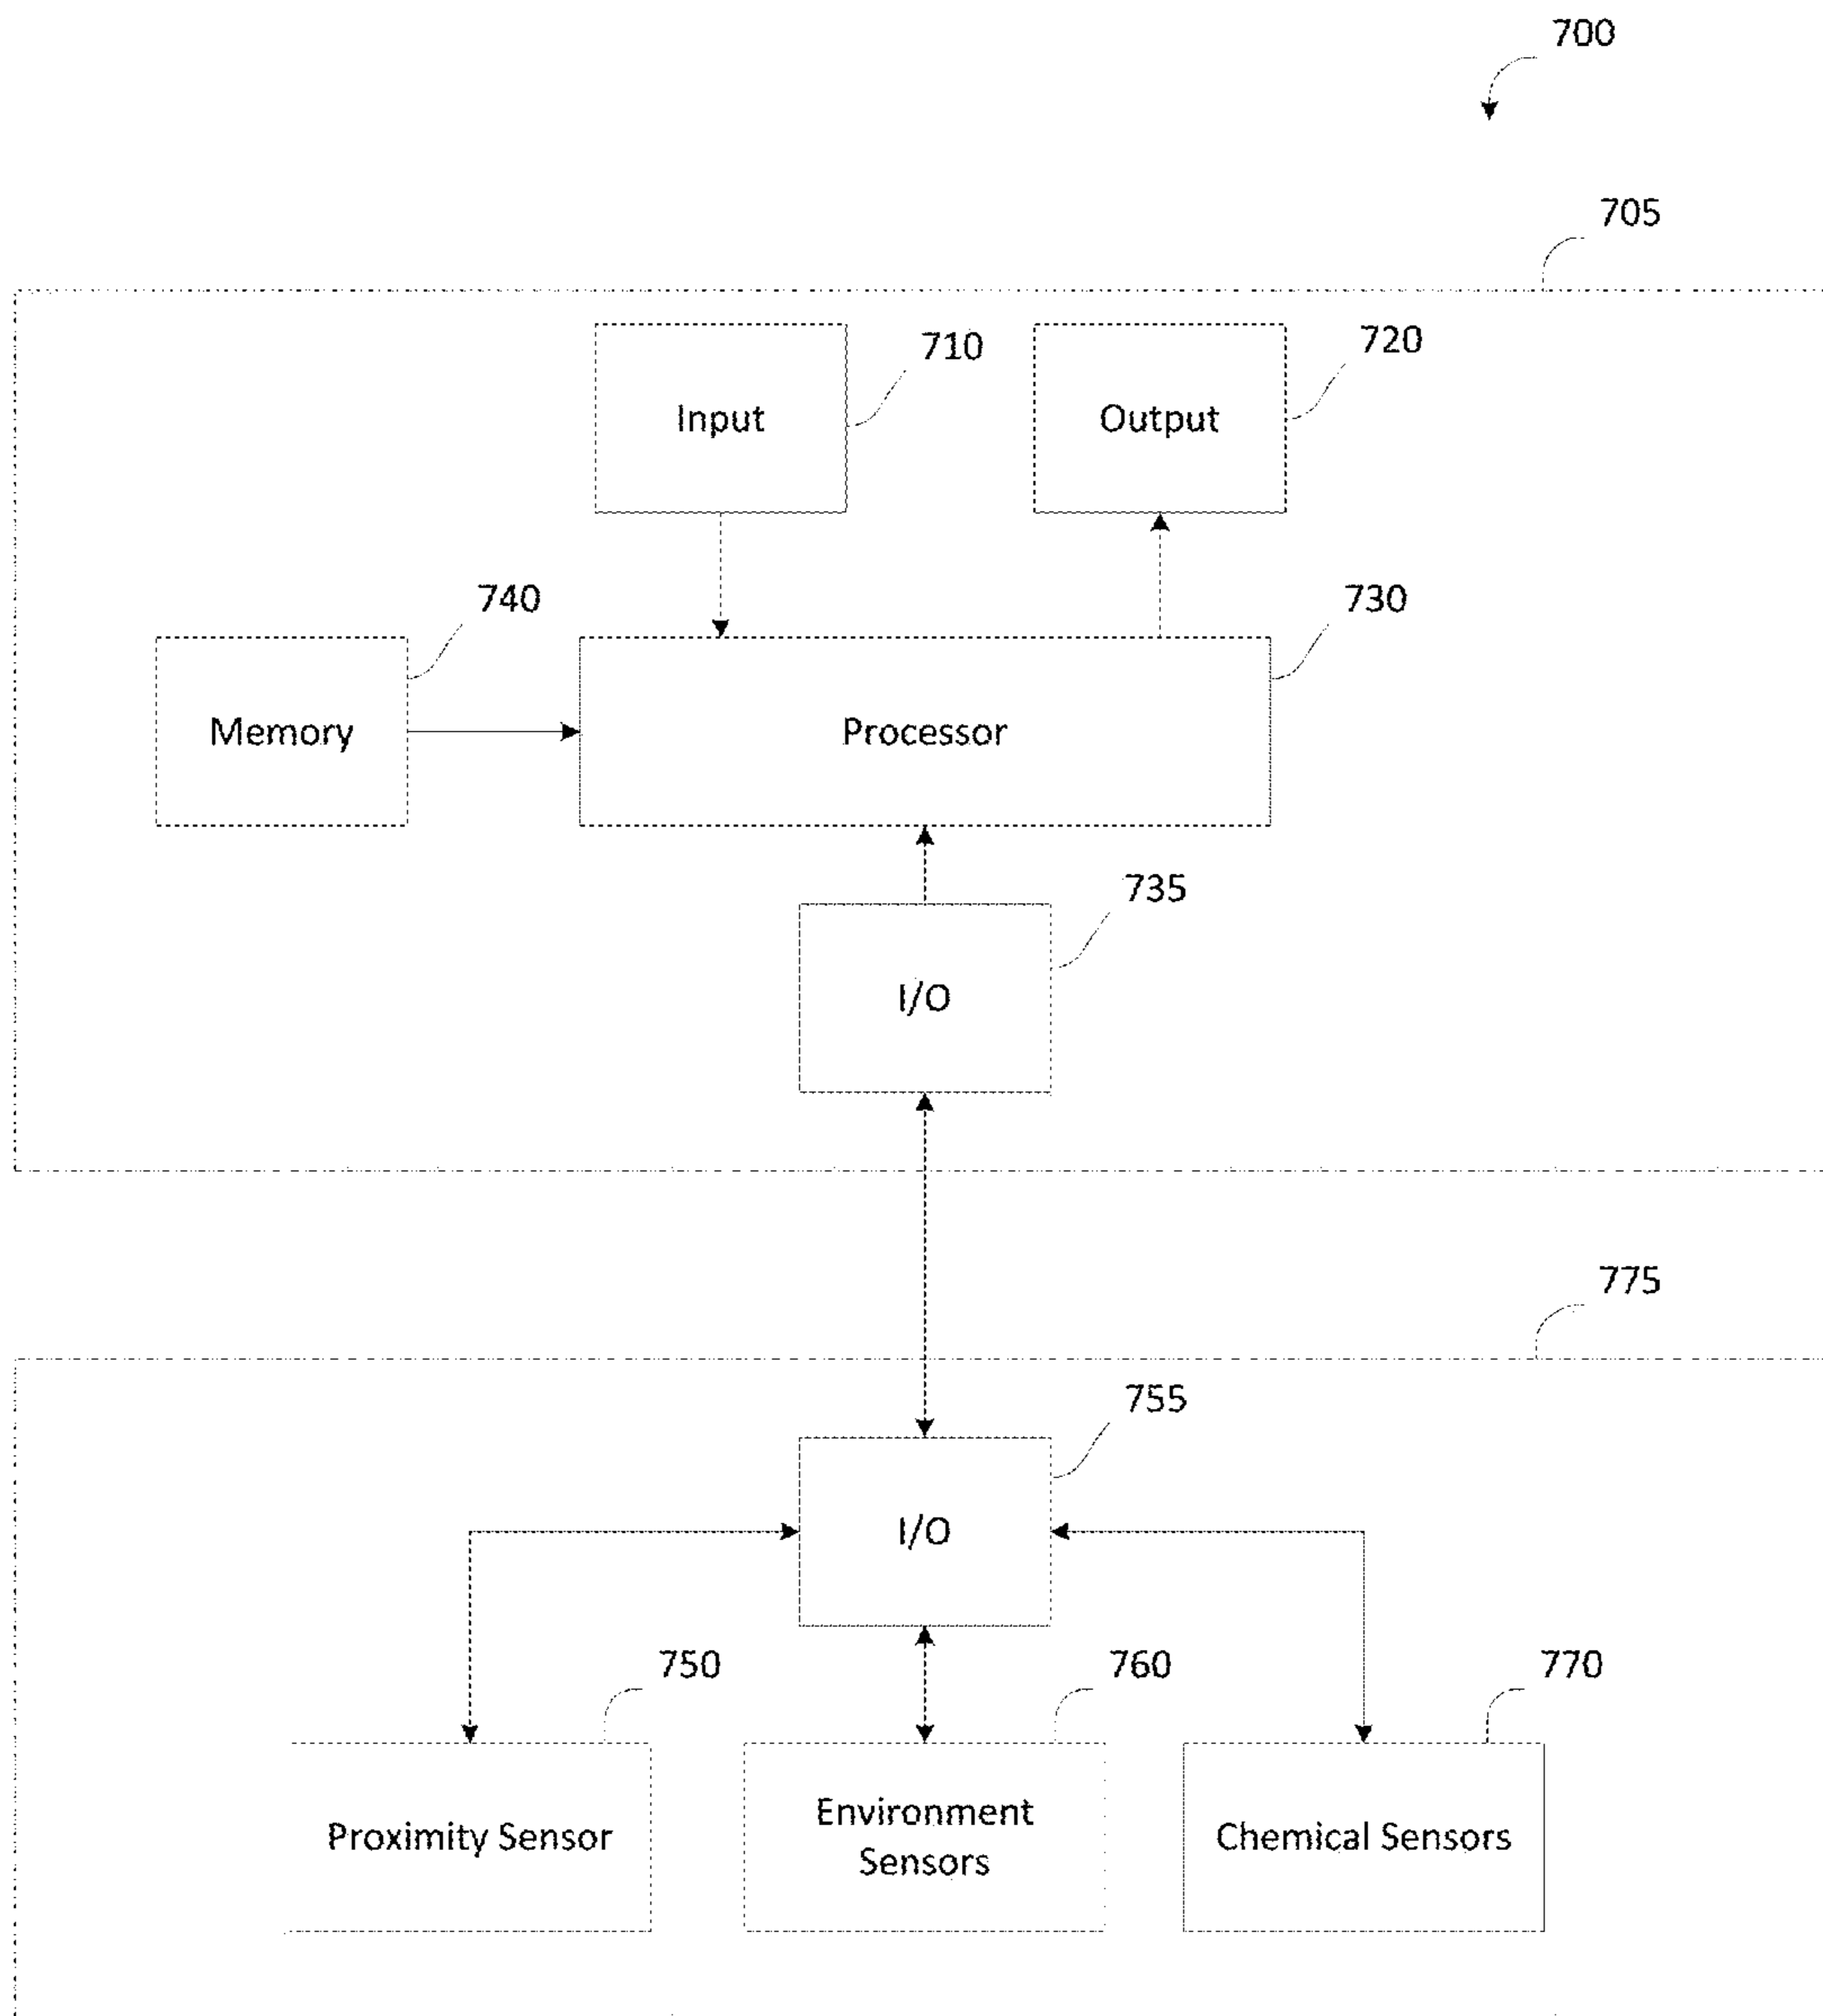 700
705
710
720
Input
Output
740
730
Memory
Processor
735
I/O
775
755
I/O
750
760
770
Proximity Sensor
Environment
Sensors
Chemical Sensors